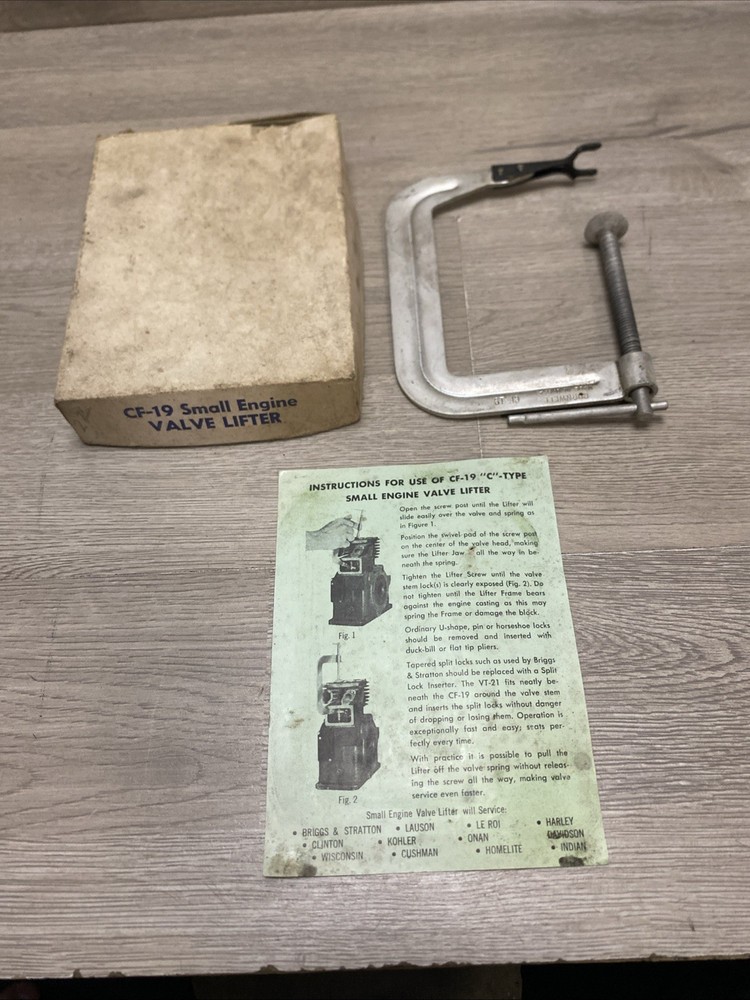 CF-19 Small Engine
VALVE LIFTER
INSTRUCTIONS FOR USE OF CF-19 "C"-TYPE
SMALL ENGINE VALVE LIFTER
Open the screw post until the Lifter will
slide easily over the valve and spring as
in Figure 1.
Position the swivel pad of the screw post
on the center of the valve head, making
sure the Lifter Jaw all the way in be-
neath the spring.
Tighten the Lifter Screw until the valve
stem lock(s) is clearly exposed (Fig. 2). Do
not tighten until the Lifter Frame bears
against the engine casting as this may
spring the Frame or damage the block.
Ordinary U-shape, pin or horseshoe locks
should be removed and inserted with
duck-bill or flat tip pliers.
Tapered split locks such as used by Briggs
& Stratton should be replaced with a Split
Lock Inserter. The VT-21 fits neatly be-
neath the CF-19 around the valve stem
and inserts the split locks without danger
of dropping or losing them. Operation is
exceptionally fast and easy; seats per-
fectly every time.
With practice it is possible to pull the
Lifter off the valve spring without releas-
ing the screw all the way, making valve
service even faster.
Fig. 1
Fig. 2
Small Engine Valve Lifter will Service:
• BRIGGS & STRATTON • LAUSON • LE ROI • HARLEY
DAVIDSON
• CLINTON • KOHLER • ONAN
• WISCONSIN • CUSHMAN • HOMELITE • INDIAN